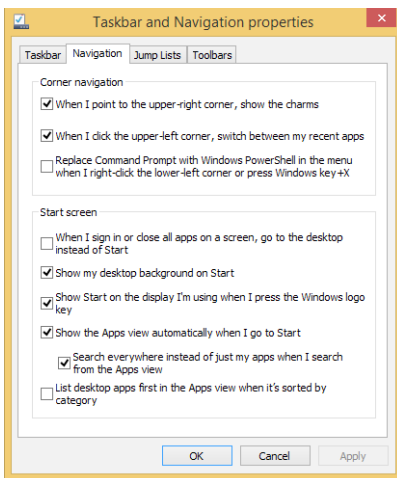 Taskbar and Navigation properties
Taskbar Navigation Jump Lists Toolbars
Corner navigation
When I point to the upper-right corner, show the charms
When I click the upper-left corner, switch between my recent apps
Replace Command Prompt with Windows PowerShell in the menu
when I right-click the lower-left corner or press Windows key+X
Start screen
When I sign in or close all apps on a screen, go to the desktop
instead of Start
Show my desktop background on Start
Show Start on the display I'm using when I press the Windows logo
key
Show the Apps view automatically when I go to Start
Search everywhere instead of just my apps when I search
from the Apps view
List desktop apps first in the Apps view when it's sorted by
category
OK Cancel Apply